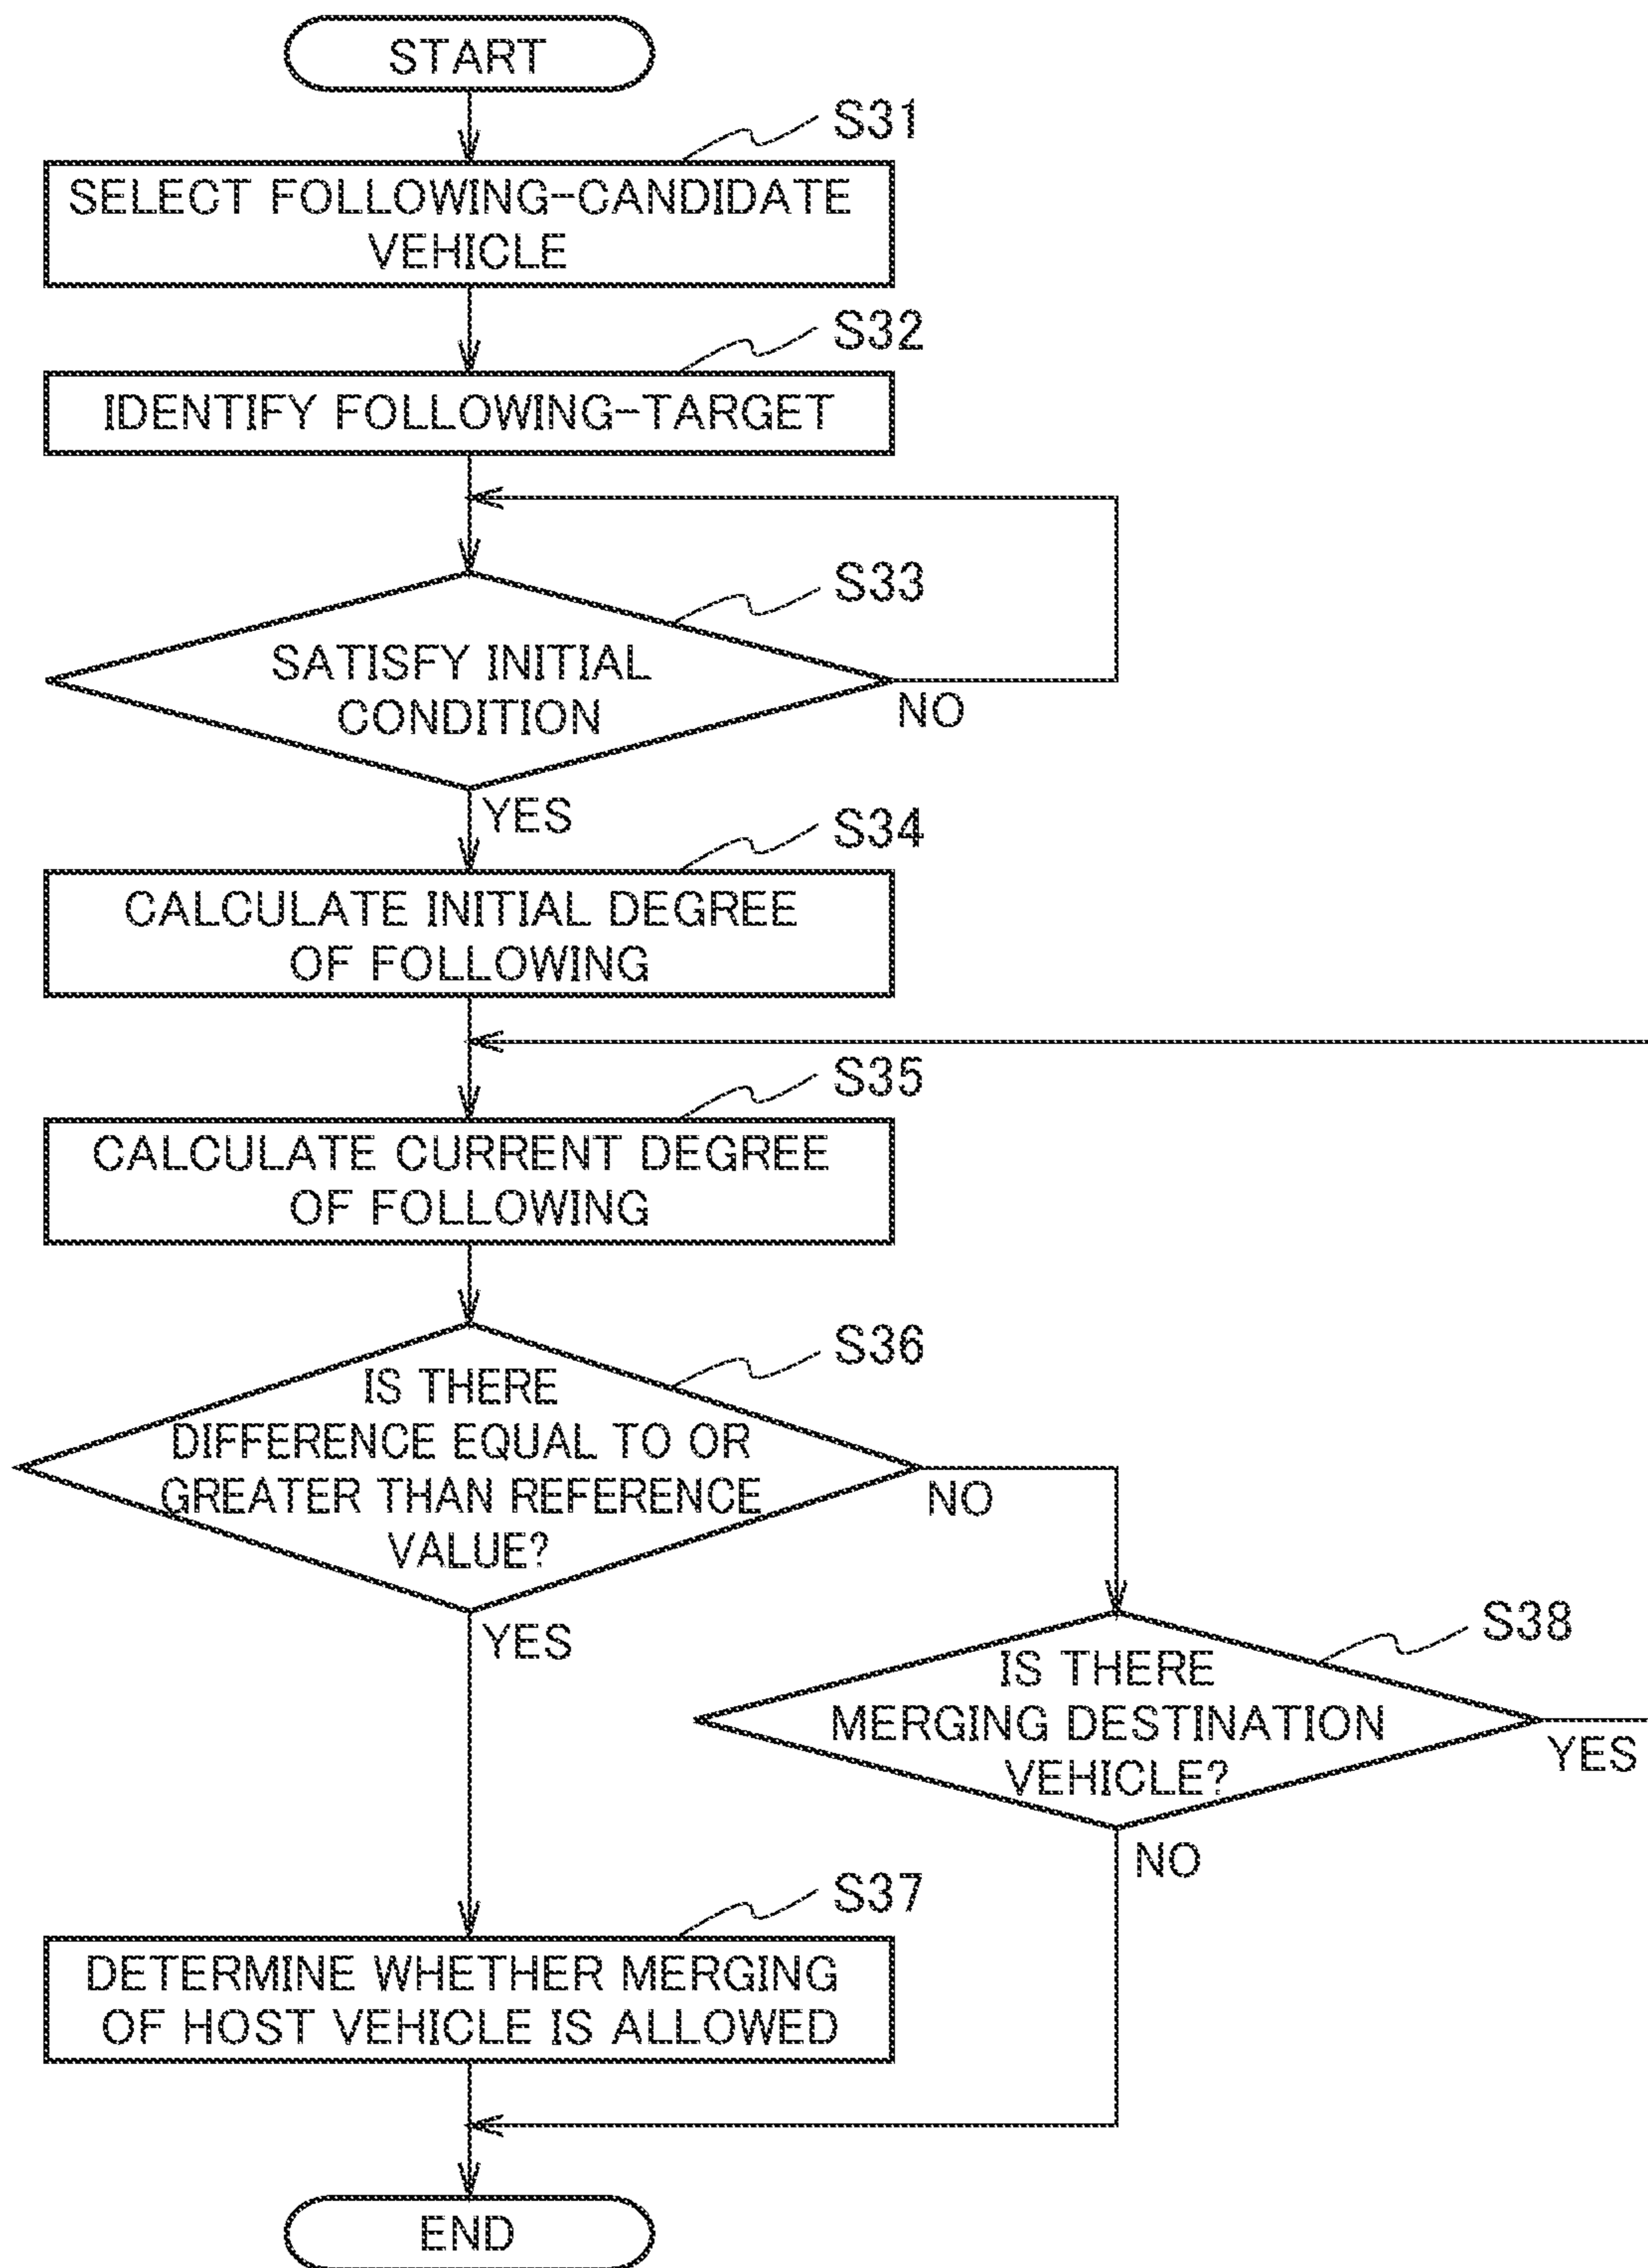 START
S31
SELECT FOLLOWING-CANDIDATE
VEHICLE
S32
IDENTIFY FOLLOWING-TARGET
S33
SATISFY INITIAL
CONDITION
NO
YES
S34
CALCULATE INITIAL DEGREE
OF FOLLOWING
S35
CALCULATE CURRENT DEGREE
OF FOLLOWING
S36
IS THERE
DIFFERENCE EQUAL TO OR
GREATER THAN REFERENCE
VALUE?
NO
YES
S38
IS THERE
MERGING DESTINATION
VEHICLE?
YES
NO
S37
DETERMINE WHETHER MERGING
OF HOST VEHICLE IS ALLOWED
END